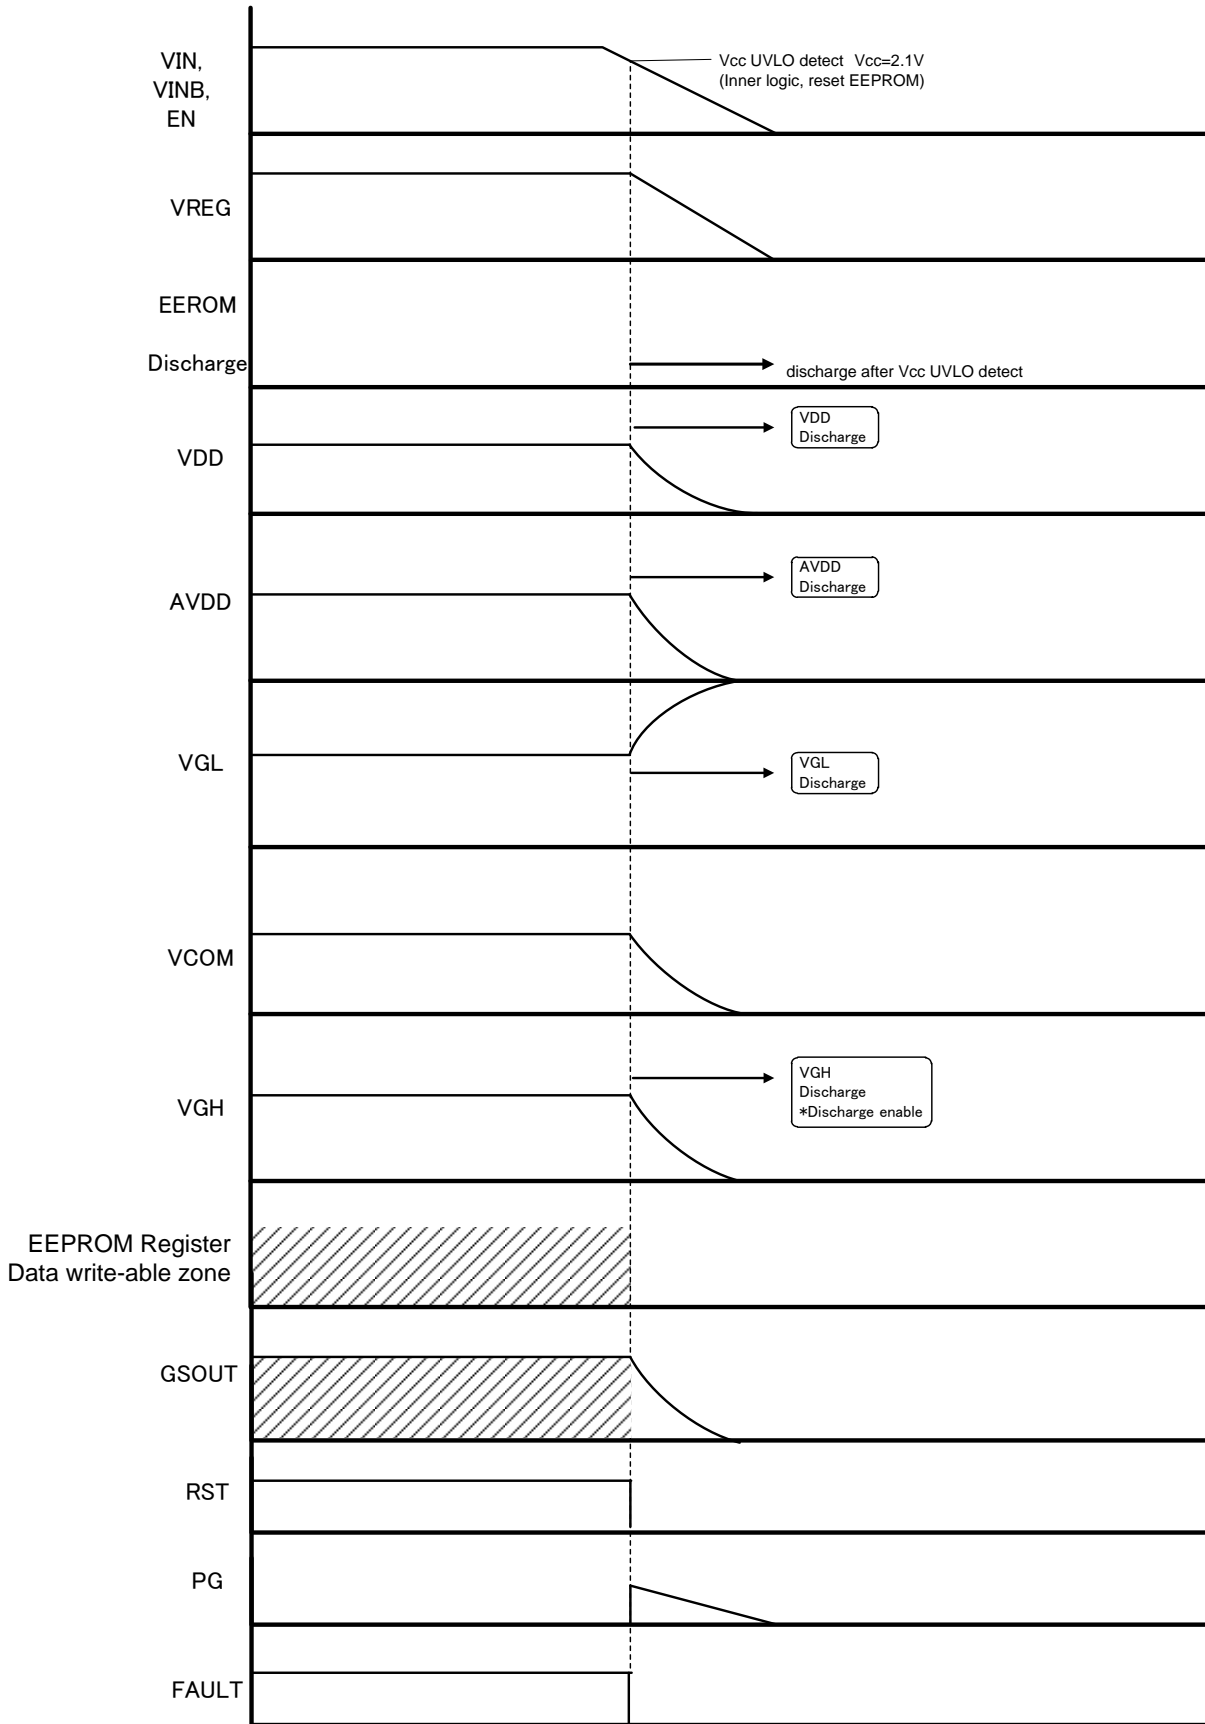 VIN,
VINB,
EN
Vcc UVLO detect Vcc=2.1V
(Inner logic, reset EEPROM)
VREG
EEROM
Discharge
discharge after Vcc UVLO detect
VDD
Discharge
VDD
AVDD
Discharge
AVDD
VGL
VGL
Discharge
VCOM
VGH
Discharge
*Discharge enable
VGH
EEPROM Register
Data write-able zone
GSOUT
RST
PG
FAULT